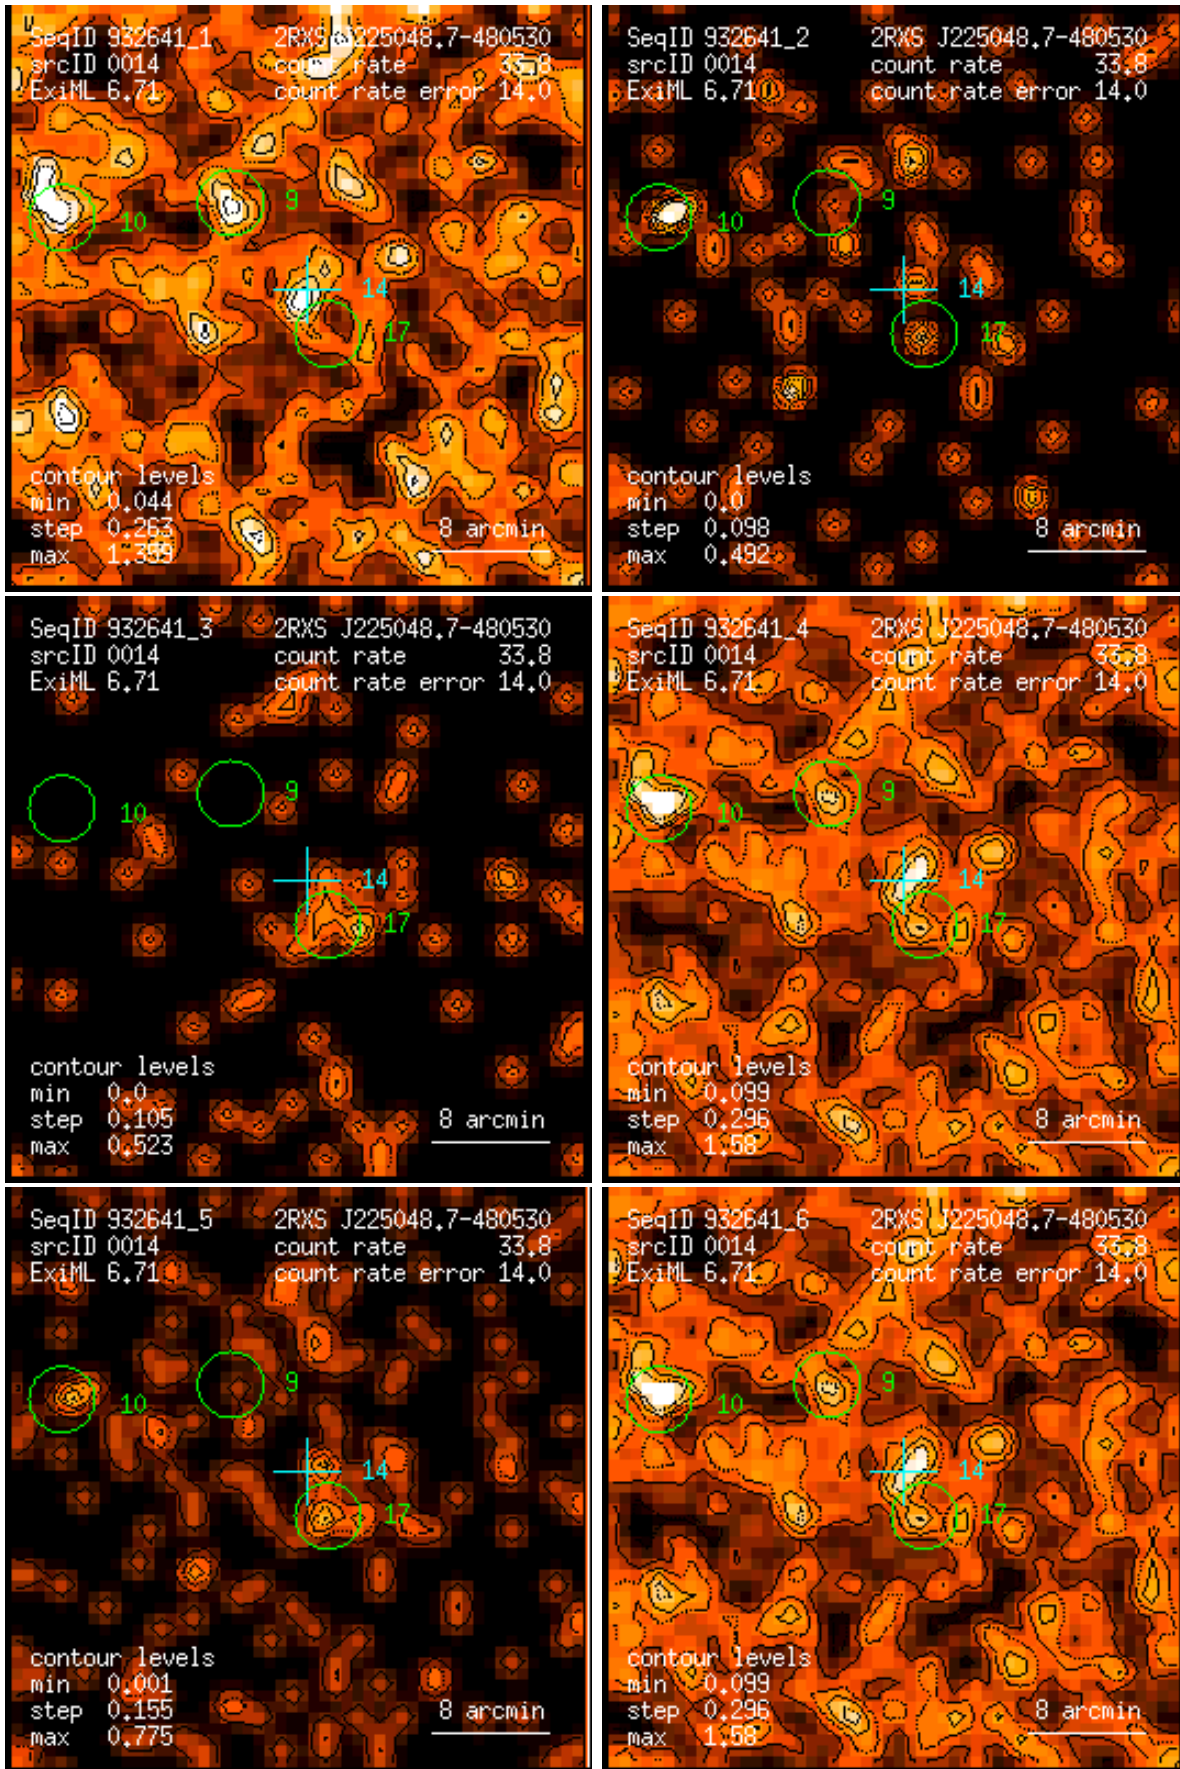 SeqID 932641_1 2RXS J225048.7-480530
srcID 0014 count rate 33.8
ExiML 6.71 count rate error 14.0
9
10
14
17
contour levels
min 0.044
step 0.263 8 arcmin
max 1.359
SeqID 932641_2 2RXS J225048.7-480530
srcID 0014 count rate 33.8
ExiML 6.71 count rate error 14.0
9
10
14
17
contour levels
min 0.0
step 0.098 8 arcmin
max 0.492
SeqID 932641_3 2RXS J225048.7-480530
srcID 0014 count rate 33.8
ExiML 6.71 count rate error 14.0
9
10
14
17
contour levels
min 0.0
step 0.105 8 arcmin
max 0.523
SeqID 932641_4 2RXS J225048.7-480530
srcID 0014 count rate 33.8
ExiML 6.71 count rate error 14.0
9
10
14
17
contour levels
min 0.099
step 0.296 8 arcmin
max 1.58
SeqID 932641_5 2RXS J225048.7-480530
srcID 0014 count rate 33.8
ExiML 6.71 count rate error 14.0
9
10
14
17
contour levels
min 0.001
step 0.155 8 arcmin
max 0.775
SeqID 932641_6 2RXS J225048.7-480530
srcID 0014 count rate 33.8
ExiML 6.71 count rate error 14.0
9
10
14
17
contour levels
min 0.099
step 0.296 8 arcmin
max 1.58